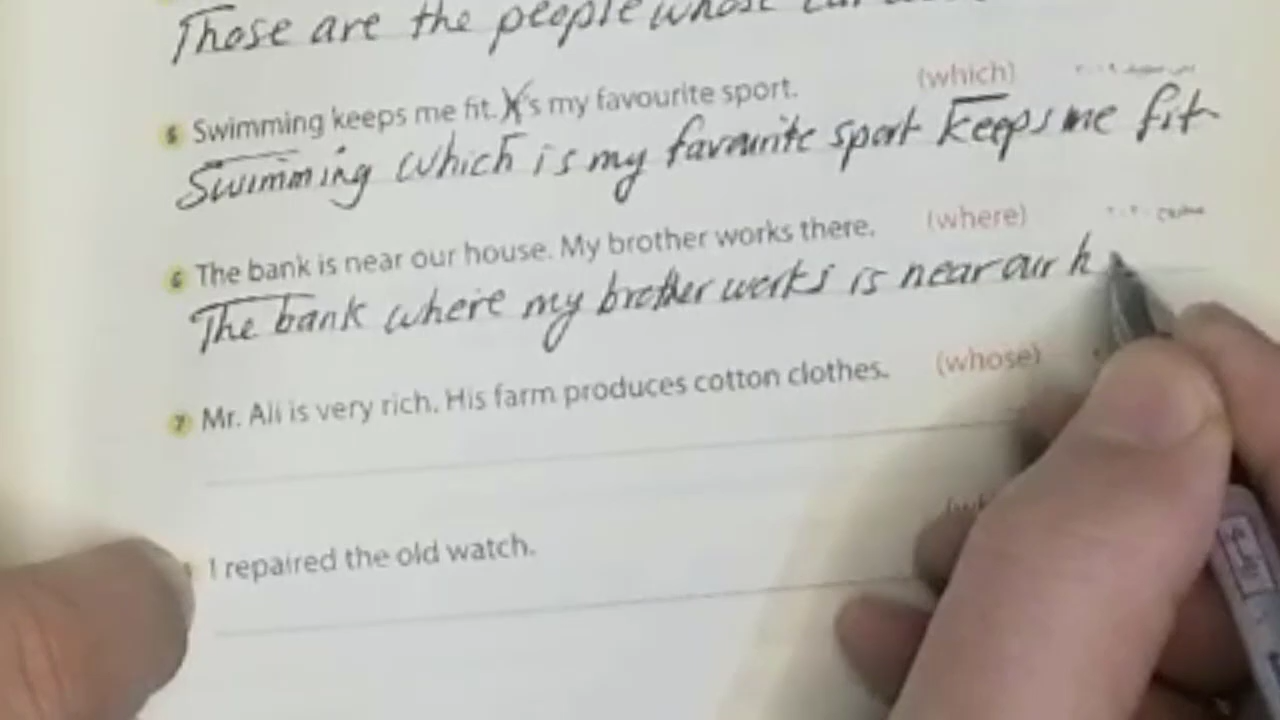 Those are the people whose
5 Swimming keeps me fit. It's my favourite sport. (which)
Swimming which is my favourite sport keeps me fit
6 The bank is near our house. My brother works there. (where)
The bank where my brother works is near our h
7 Mr. Ali is very rich. His farm produces cotton clothes. (whose)
I repaired the old watch.